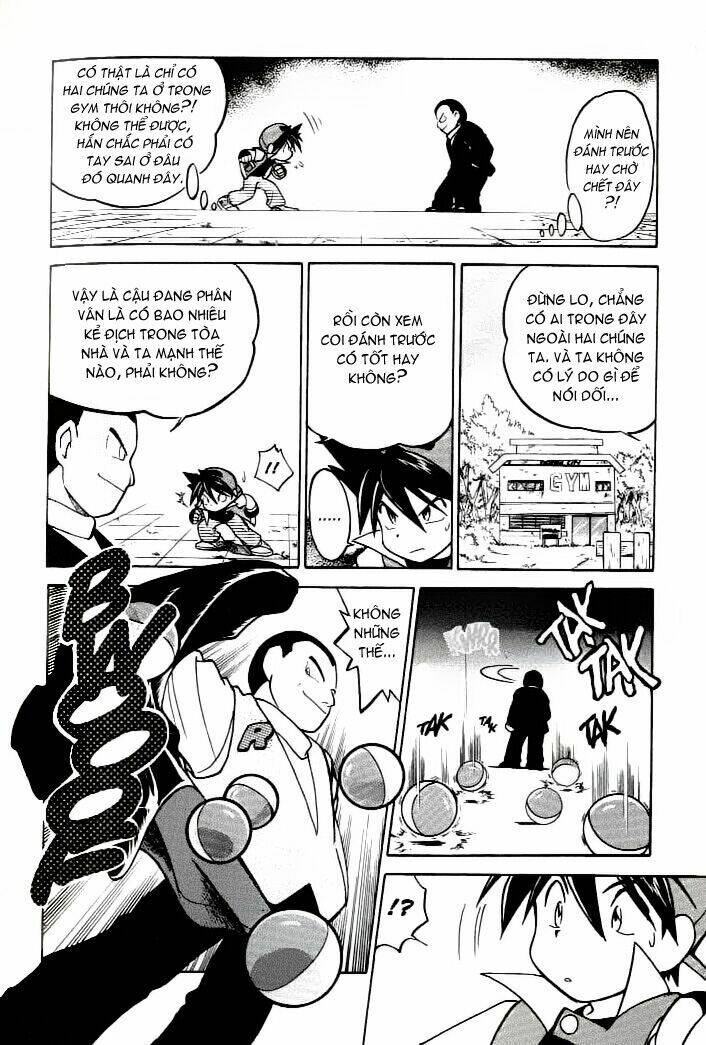 CÓ THẬT LÀ CHỈ CÓ
HAI CHÚNG TA Ở TRONG
GYM THÔI KHÔNG?!
KHÔNG THỂ ĐƯỢC,
HẮN CHẮC PHẢI CÓ
TAY SAI Ở ĐÂU
ĐÓ QUANH ĐÂY.
MÌNH NÊN
ĐÁNH TRƯỚC
HAY CHỜ
CHẾT ĐÂY
?!
VẬY LÀ CẬU ĐANG PHÂN
VÂN LÀ CÓ BAO NHIÊU
KẺ ĐỊCH TRONG TÒA
NHÀ VÀ TA MẠNH THẾ
NÀO, PHẢI KHÔNG?
!!
RỒI CÒN XEM
COI ĐÁNH TRƯỚC
CÓ TỐT HAY
KHÔNG?
......
ĐỪNG LO, CHẲNG
CÓ AI TRONG ĐÂY
NGOÀI HAI CHÚNG
TA. VÀ TA KHÔNG
CÓ LÝ DO GÌ ĐỂ
NÓI DỐI...
GYM
KHÔNG
NHỮNG
THẾ...
R
TAK
TAK
TAK
TAK
TAK
!?